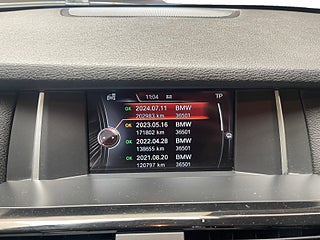 11:04 TP
OK 2024.07.11 BMW
202983 km 36501
OK 2023.05.16 BMW
171802 km 36501
OK 2022.04.28 BMW
138655 km 36501
OK 2021.08.20 BMW
120797 km 36501